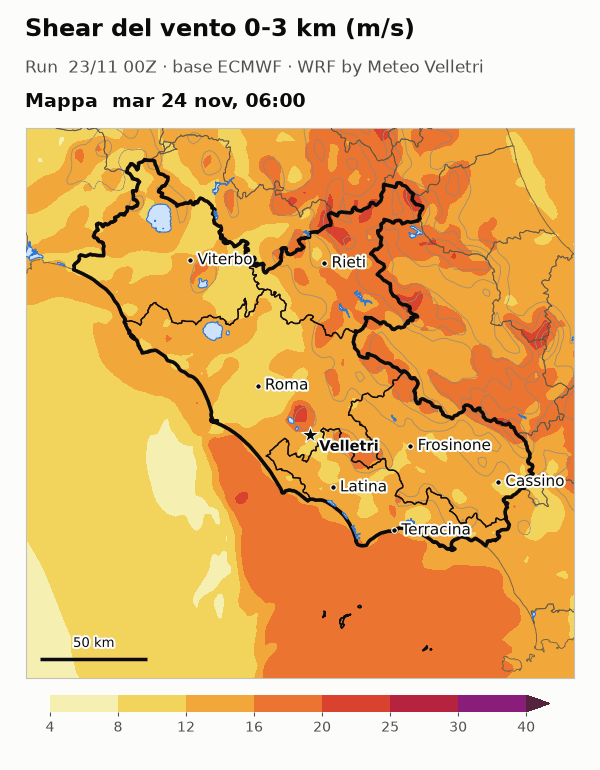 Shear del vento 0-3 km (m/s)
Run  23/11 00Z · base ECMWF · WRF by Meteo Velletri
Mappa  mar 24 nov, 06:00
Viterbo
Rieti
Roma
Velletri
Frosinone
Cassino
Latina
Terracina
50 km
4 8 12 16 20 25 30 40